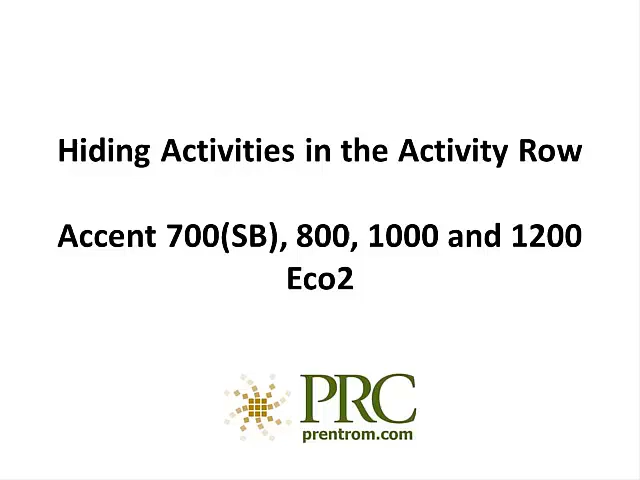 Hiding Activities in the Activity Row
Accent 700(SB), 800, 1000 and 1200
Eco2
PRC
prentrom.com